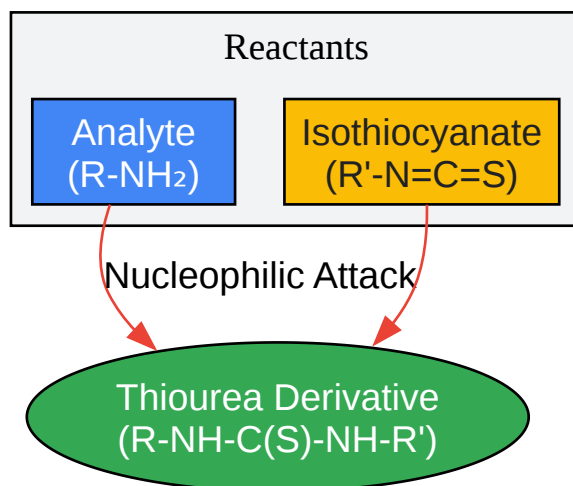 Reactants
Analyte
(R-NH₂)
Isothiocyanate
(R'-N=C=S)
Nucleophilic Attack
Thiourea Derivative
(R-NH-C(S)-NH-R')